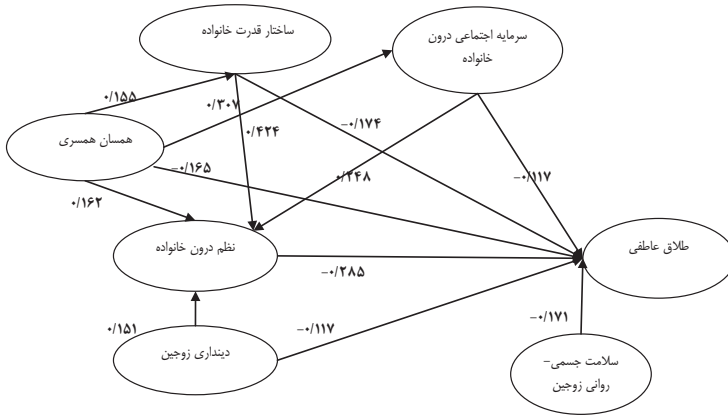 ساختار قدرت خانواده
سرمایه اجتماعی درون
خانواده
۰/۱۵۵
۰/۳۰۷
-۰/۱۷۴
۰/۴۲۴
همسان همسری
-۰/۱۶۵
۰/۲۴۸
-۰/۱۱۷
۰/۱۶۲
نظم درون خانواده
طلاق عاطفی
-۰/۲۸۵
۰/۱۵۱
-۰/۱۱۷
-۰/۱۷۱
دینداری زوجین
سلامت جسمی-
روانی زوجین